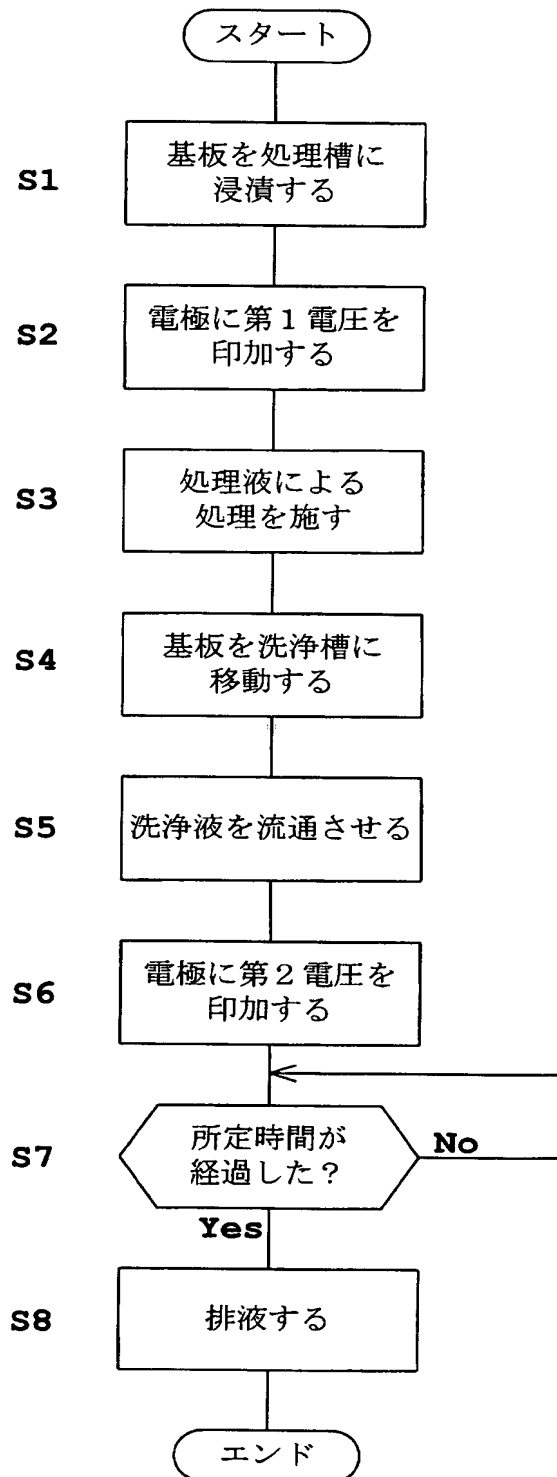 スタート
S1
基板を処理槽に
浸漬する
S2
電極に第１電圧を
印加する
S3
処理液による
処理を施す
S4
基板を洗浄槽に
移動する
S5
洗浄液を流通させる
S6
電極に第２電圧を
印加する
S7
所定時間が
経過した？
No
Yes
S8
排液する
エンド